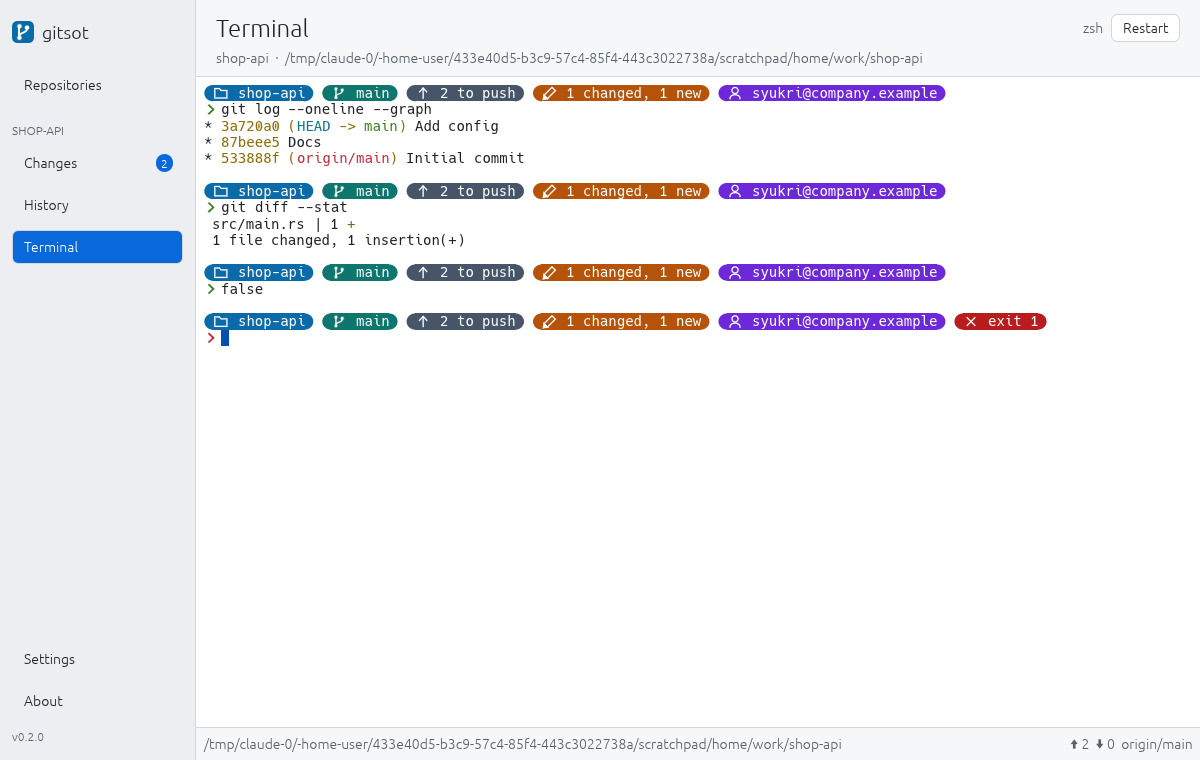 gitsot
Repositories
SHOP-API
Changes 2
History
Terminal
Settings
About
v0.2.0
Terminal
zsh Restart
shop-api · /tmp/claude-0/-home-user/433e40d5-b3c9-57c4-85f4-443c3022738a/scratchpad/home/work/shop-api
shop-api main ↑ 2 to push 1 changed, 1 new syukri@company.example
❯ git log --oneline --graph
* 3a720a0 (HEAD -> main) Add config
* 87beee5 Docs
* 533888f (origin/main) Initial commit
shop-api main ↑ 2 to push 1 changed, 1 new syukri@company.example
❯ git diff --stat
src/main.rs | 1 +
1 file changed, 1 insertion(+)
shop-api main ↑ 2 to push 1 changed, 1 new syukri@company.example
❯ false
shop-api main ↑ 2 to push 1 changed, 1 new syukri@company.example ✕ exit 1
❯
/tmp/claude-0/-home-user/433e40d5-b3c9-57c4-85f4-443c3022738a/scratchpad/home/work/shop-api ↑2 ↓0 origin/main